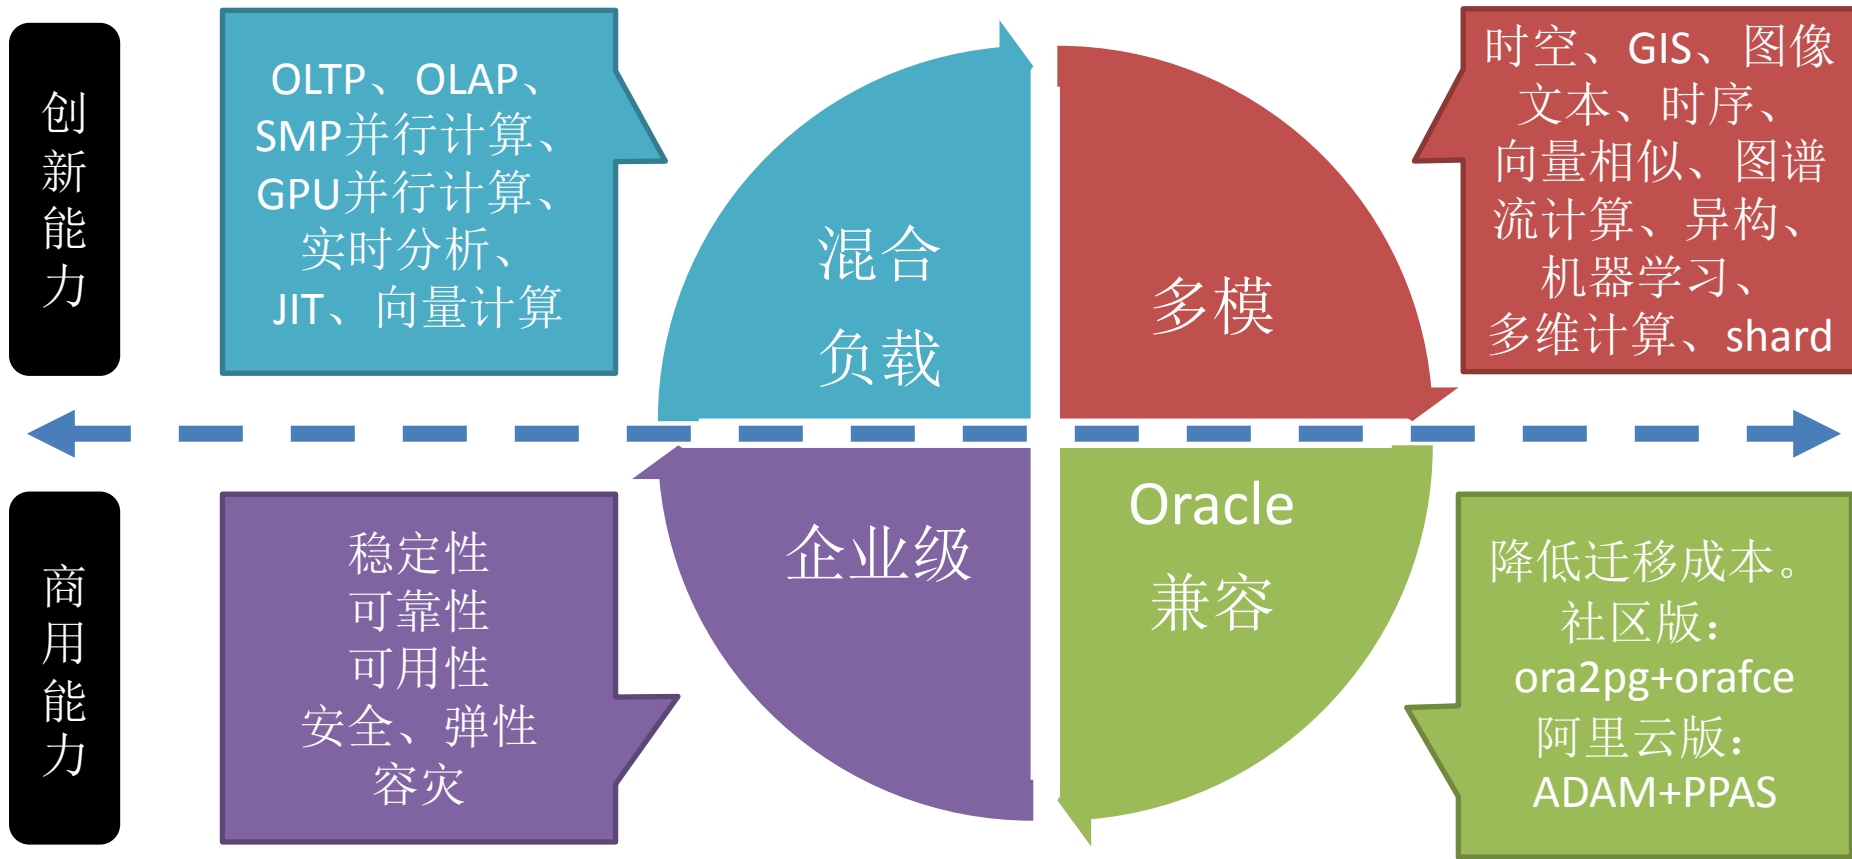 创
新
能
力
OLTP、OLAP、
SMP并行计算、
GPU并行计算、
实时分析、
JIT、向量计算
混合
负载
多模
时空、GIS、图像
文本、时序、
向量相似、图谱
流计算、异构、
机器学习、
多维计算、shard
商
用
能
力
稳定性
可靠性
可用性
安全、弹性
容灾
企业级
Oracle
兼容
降低迁移成本。
社区版：
ora2pg+orafce
阿里云版：
ADAM+PPAS